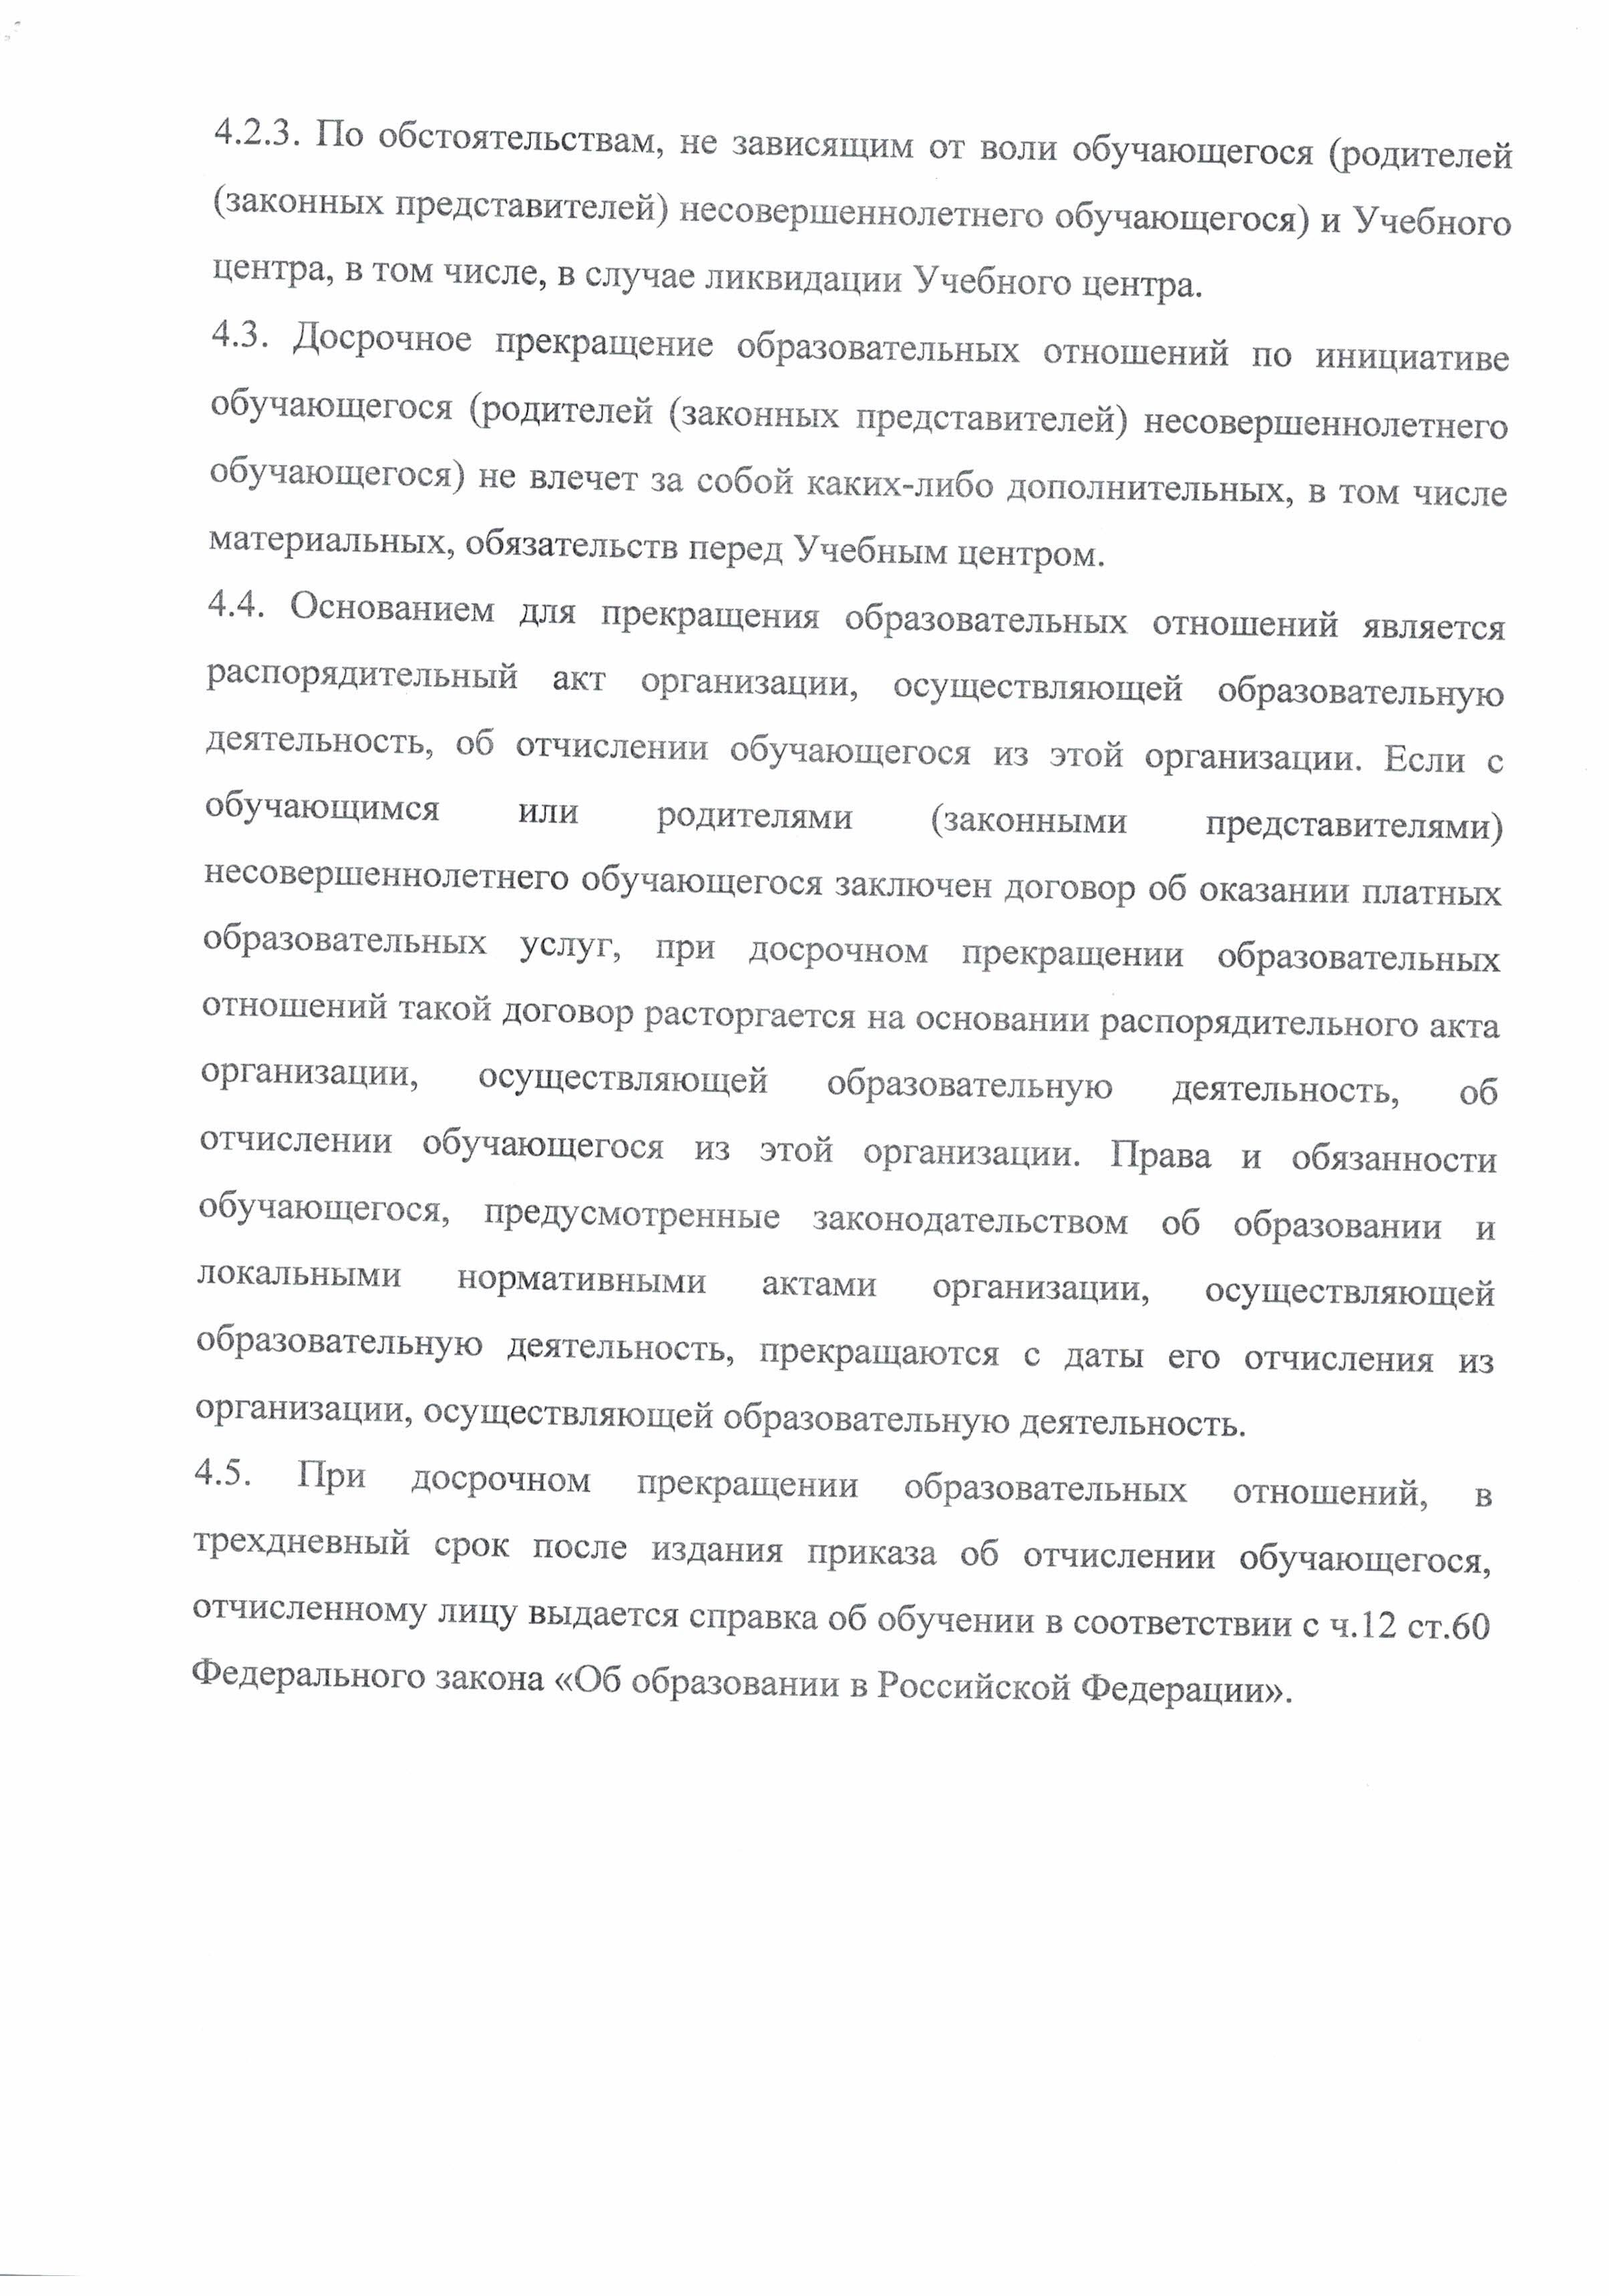 4.2.3. По обстоятельствам, не зависящим от воли обучающегося (родителей
(законных представителей) несовершеннолетнего обучающегося) и Учебного
центра, в том числе, в случае ликвидации Учебного центра.
4.3. Досрочное прекращение образовательных отношений по инициативе
обучающегося (родителей (законных представителей) несовершеннолетнего
обучающегося) не влечет за собой каких-либо дополнительных, в том числе
материальных, обязательств перед Учебным центром.
4.4. Основанием для прекращения образовательных отношений является
распорядительный акт организации, осуществляющей образовательную
деятельность, об отчислении обучающегося из этой организации. Если с
обучающимся или родителями (законными представителями)
несовершеннолетнего обучающегося заключен договор об оказании платных
образовательных услуг, при досрочном прекращении образовательных
отношений такой договор расторгается на основании распорядительного акта
организации, осуществляющей образовательную деятельность, об
отчислении обучающегося из этой организации. Права и обязанности
обучающегося, предусмотренные законодательством об образовании и
локальными нормативными актами организации, осуществляющей
образовательную деятельность, прекращаются с даты его отчисления из
организации, осуществляющей образовательную деятельность.
4.5. При досрочном прекращении образовательных отношений, в
трехдневный срок после издания приказа об отчислении обучающегося,
отчисленному лицу выдается справка об обучении в соответствии с ч.12 ст.60
Федерального закона «Об образовании в Российской Федерации».